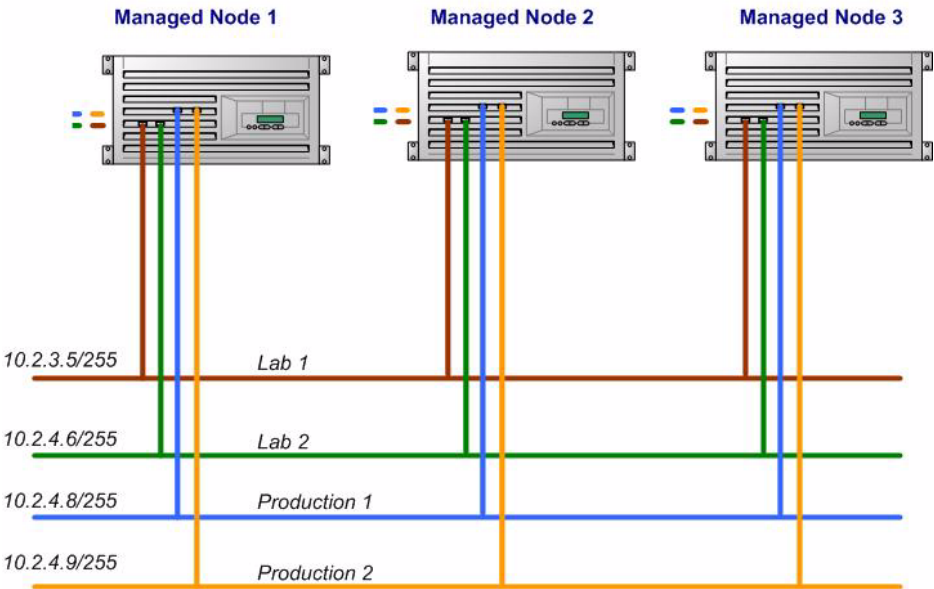 Managed Node 1
Managed Node 2
Managed Node 3
10.2.3.5/255
Lab 1
10.2.4.6/255
Lab 2
10.2.4.8/255
Production 1
10.2.4.9/255
Production 2